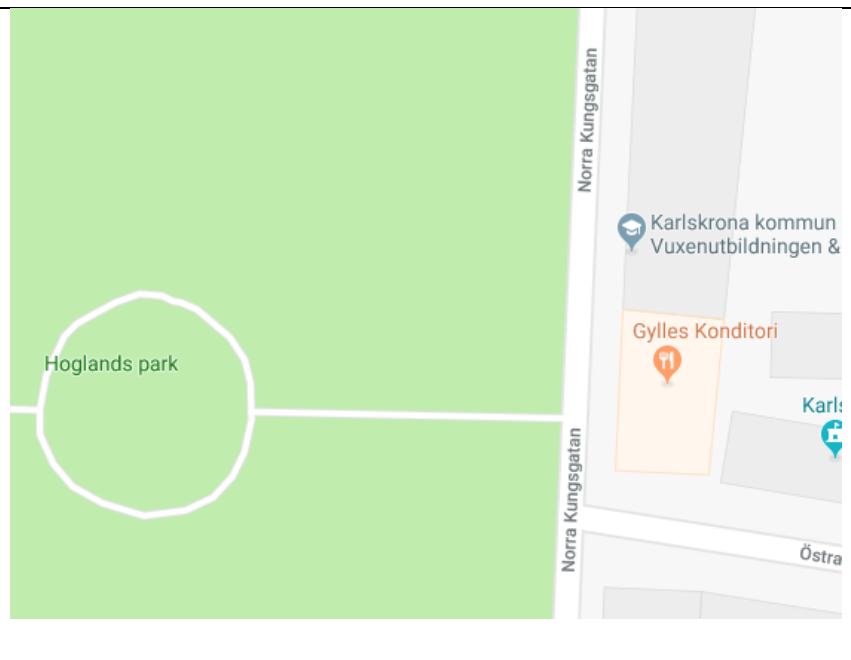 Norra Kungsgatan
Karlskrona kommun
Vuxenutbildningen &
Gylles Konditori
Hoglands park
Karls
Norra Kungsgatan
Östra